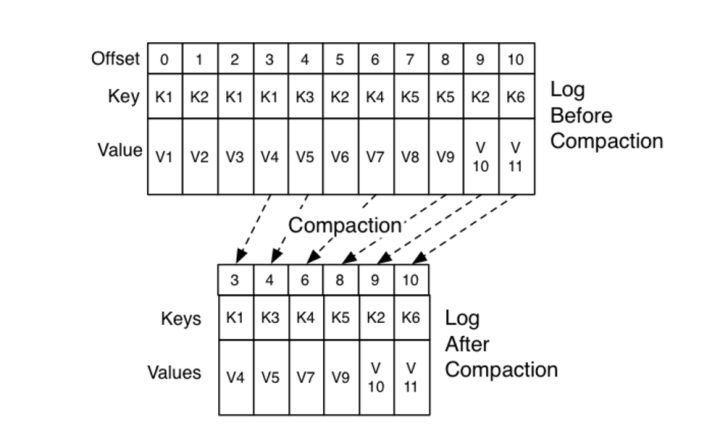 Offset 0 1 2 3 4 5 6 7 8 9 10
Key K1 K2 K1 K1 K3 K2 K4 K5 K5 K2 K6
Value V1 V2 V3 V4 V5 V6 V7 V8 V9 V 10 V 11
Log
Before
Compaction
Compaction
3 4 6 8 9 10
Keys K1 K3 K4 K5 K2 K6
Values V4 V5 V7 V9 V 10 V 11
Log
After
Compaction